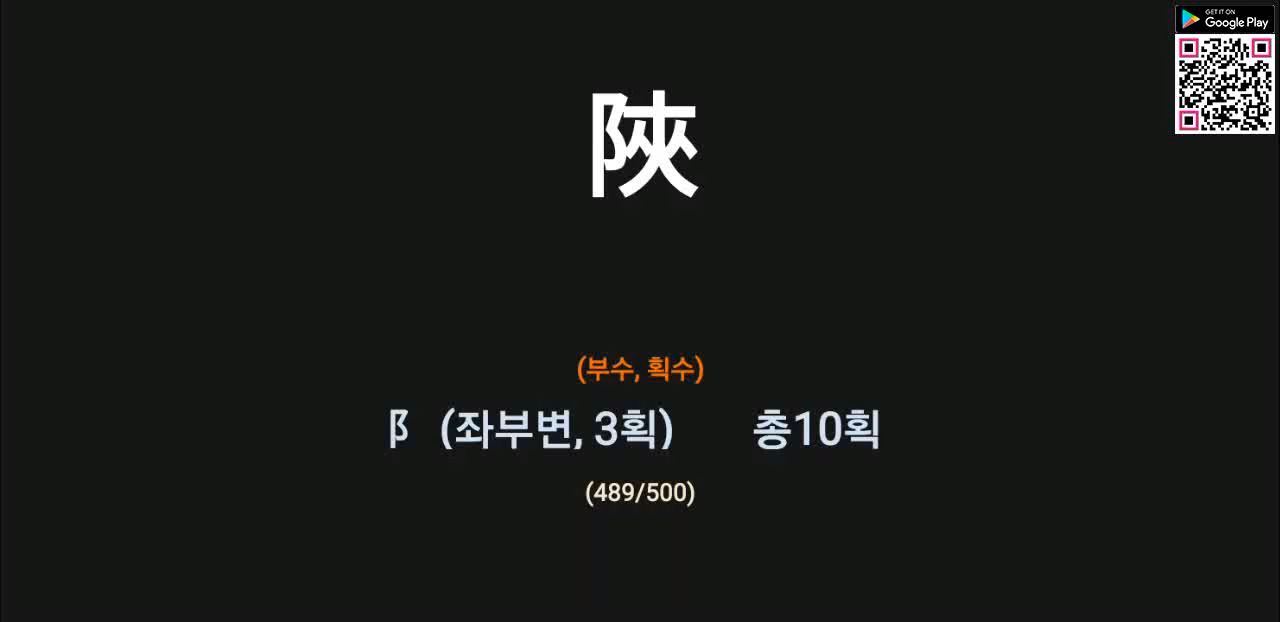 GET IT ON
Google Play
陜
(부수, 획수)
阝 (좌부변, 3획) 총10획
(489/500)